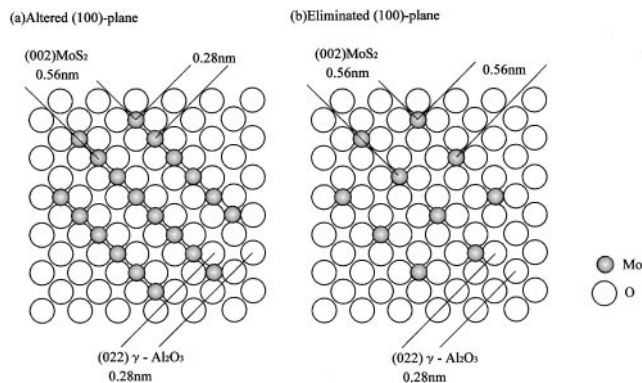 (a)Altered (100)-plane
(b)Eliminated (100)-plane
(002)MoS₂
0.56nm
0.28nm
(002)MoS₂
0.56nm
0.56nm
Mo
O
(022) γ - Al₂O₃
0.28nm
(022) γ - Al₂O₃
0.28nm